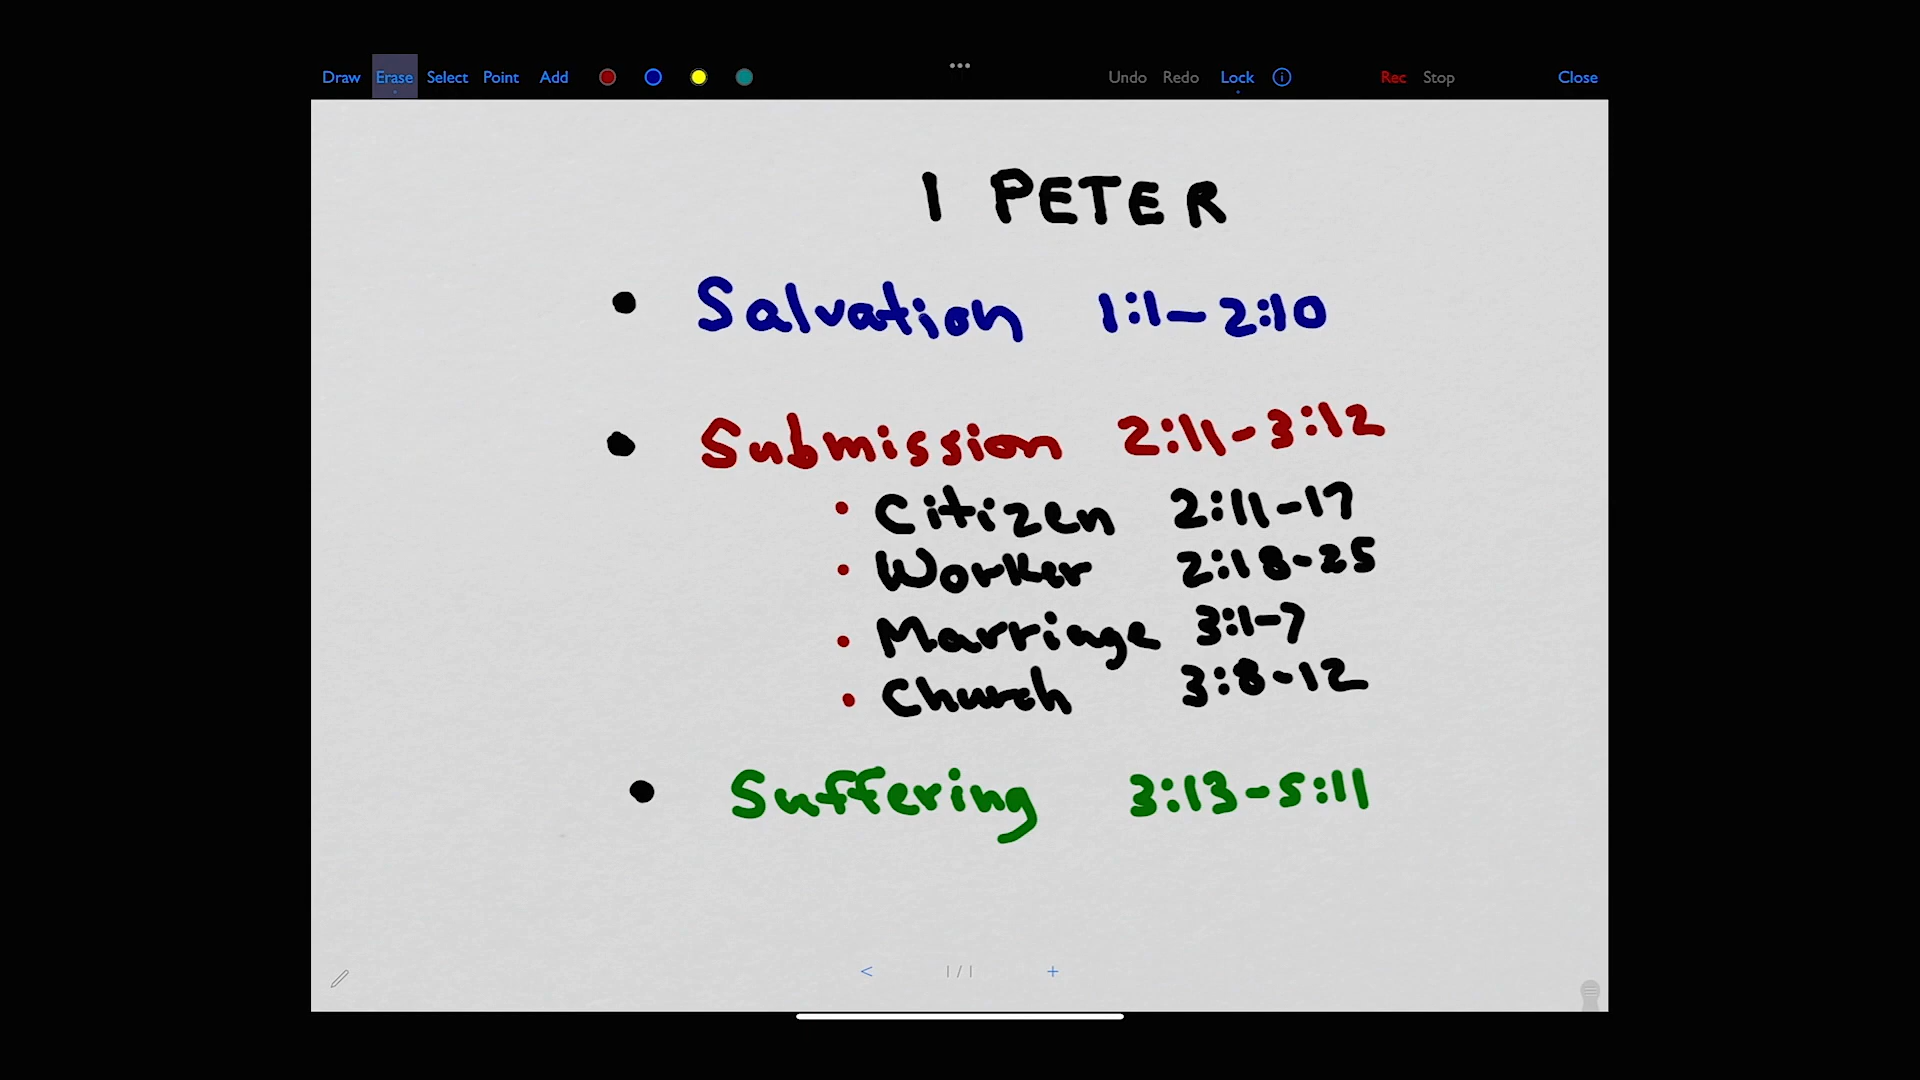 Draw Erase Select Point Add Undo Redo Lock Rec Stop Close
1 PETER
• Salvation 1:1-2:10
• Submission 2:11-3:12
• Citizen 2:11-17
• Worker 2:18-25
• Marriage 3:1-7
• Church 3:8-12
• Suffering 3:13-5:11
< 1/1 +